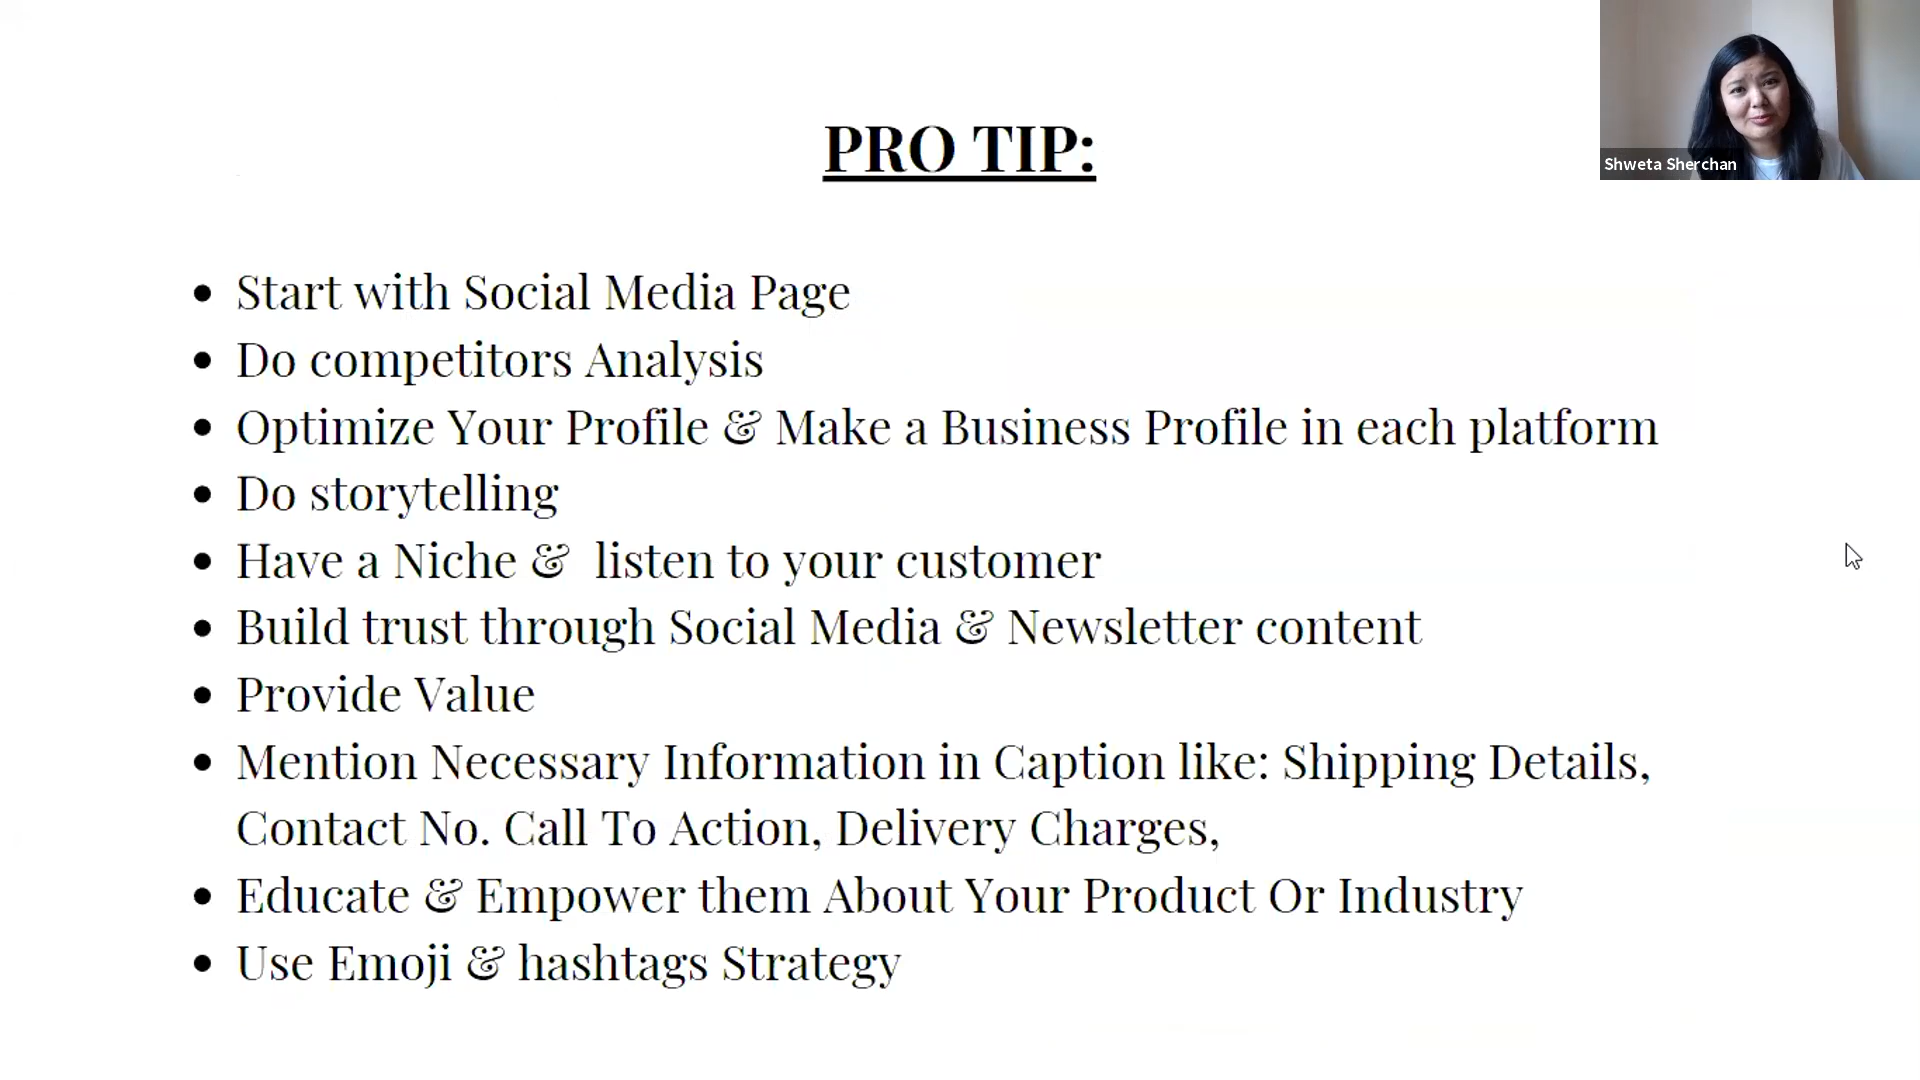 PRO TIP:
Shweta Sherchan
• Start with Social Media Page
• Do competitors Analysis
• Optimize Your Profile & Make a Business Profile in each platform
• Do storytelling
• Have a Niche & listen to your customer
• Build trust through Social Media & Newsletter content
• Provide Value
• Mention Necessary Information in Caption like: Shipping Details,
Contact No. Call To Action, Delivery Charges,
• Educate & Empower them About Your Product Or Industry
• Use Emoji & hashtags Strategy